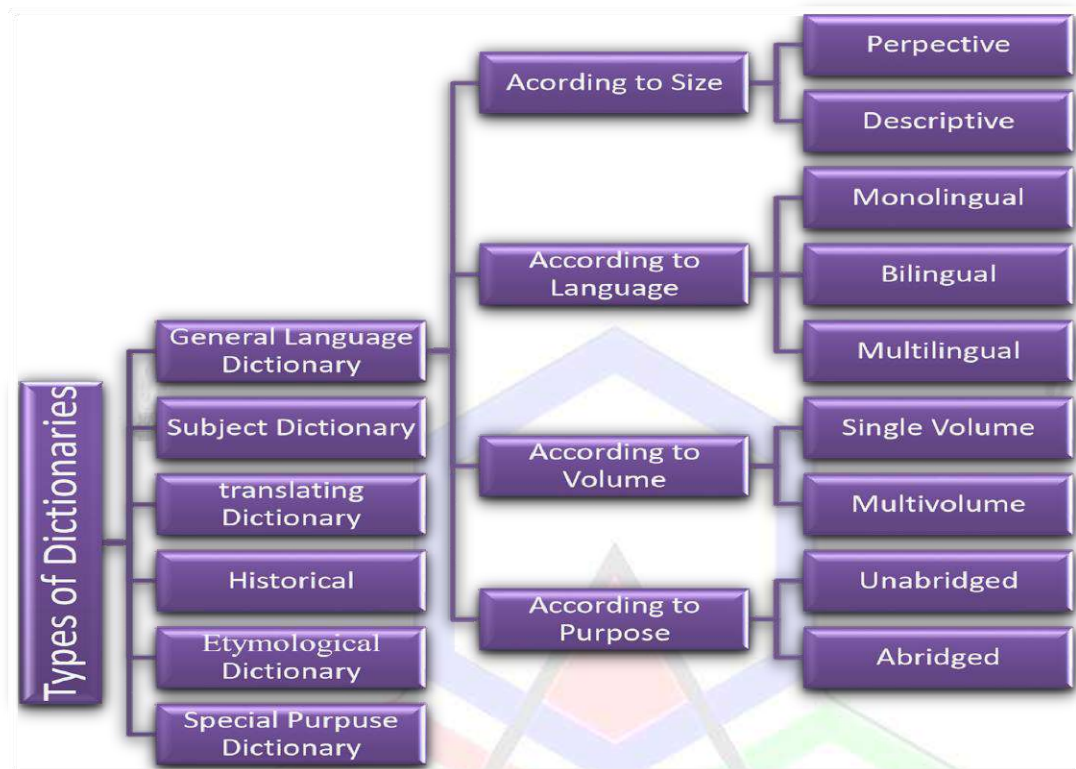 Types of Dictionaries
General Language
Dictionary
Subject Dictionary
translating
Dictionary
Historical
Etymological
Dictionary
Special Purpuse
Dictionary
Acording to Size
According to
Language
According to
Volume
According to
Purpose
Perpective
Descriptive
Monolingual
Bilingual
Multilingual
Single Volume
Multivolume
Unabridged
Abridged